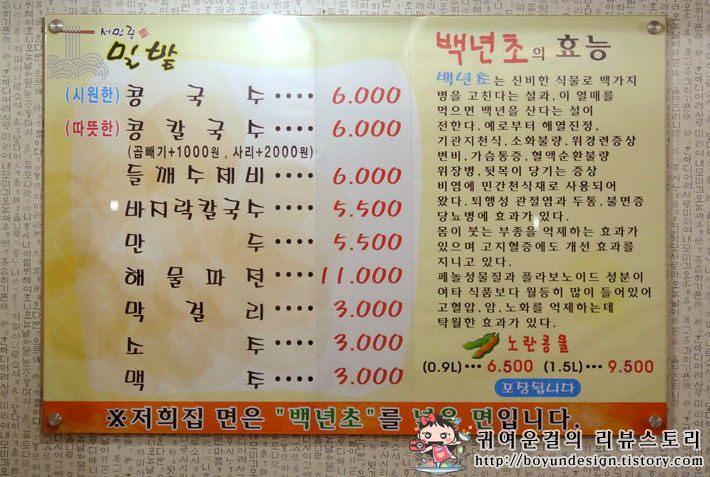 서민중
밀밭
(시원한) 콩국수 ···· 6.000
(따뜻한) 콩칼국수 ···· 6.000
(곱빼기+1000원, 사리+2000원)
들깨수제비 ···· 6.000
바지락칼국수 ···· 5.500
만두 ···· 5.500
해물파전 ···· 11.000
막걸리 ···· 3.000
소주 ···· 3.000
맥주 ···· 3.000
백년초의 효능
백년초는 신비한 식물로 백가지
병을 고친다는 설과, 이 열매를
먹으면 백년을 산다는 설이
전한다. 예로부터 해열진정,
기관지천식, 소화불량, 위경련증상
변비, 가슴통증, 혈액순환불량
위장병, 뒷목이 당기는 증상
비염에 민간천식재로 사용되어
왔다. 퇴행성 관절염과 두통, 불면증
당뇨병에 효과가 있다.
몸이 붓는 부종을 억제하는 효과가
있으며 고지혈증에도 개선 효과를
지니고 있다.
페놀성물질과 플라보노이드 성분이
여타 식품보다 월등히 많이 들어있어
고혈압, 암, 노화를 억제하는데
탁월한 효과가 있다.
노란콩물
(0.9L)··· 6.500 (1.5L)··· 9.500
포장됩니다
※저희집 면은 "백년초"를 넣은 면입니다.
귀여운걸의 리뷰스토리
http://boyundesign.tistory.com